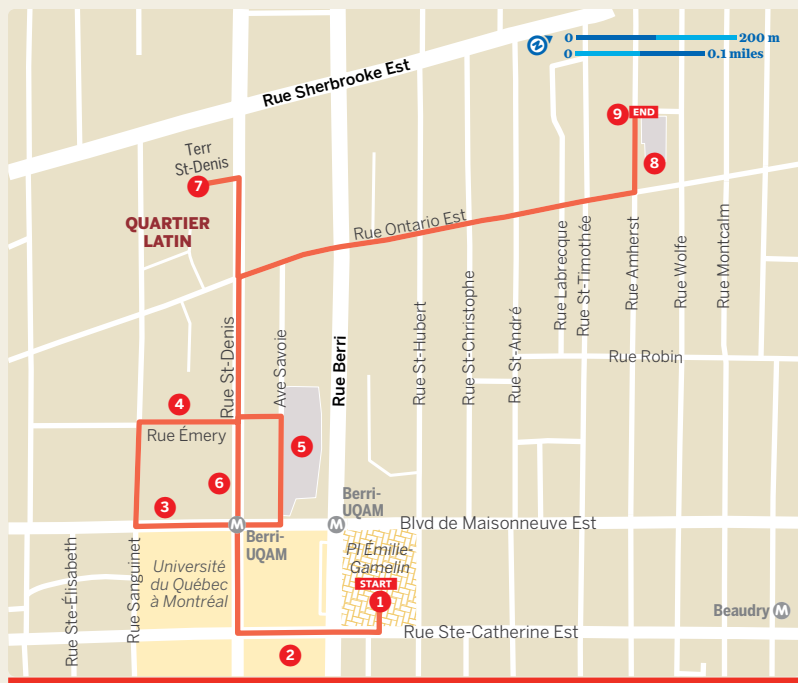 0
200 m
0
0.1 miles
Rue Sherbrooke Est
9
END
8
Terr
St-Denis
7
QUARTIER
LATIN
Rue Ontario Est
Rue St-Denis
Ave Savoie
Rue Berri
Rue St-Hubert
Rue St-Christophe
Rue St-André
Rue Labrecque
Rue St-Timothée
Rue Amherst
Rue Wolfe
Rue Montcalm
Rue Robin
4
Rue Émery
5
6
3
M
Berri-
UQAM
M
Berri-
UQAM
Blvd de Maisonneuve Est
Pl Émilie-
Gamelin
START
1
Université
du Québec
à Montréal
Rue Ste-Élisabeth
Rue Sanguinet
Beaudry M
Rue Ste-Catherine Est
2